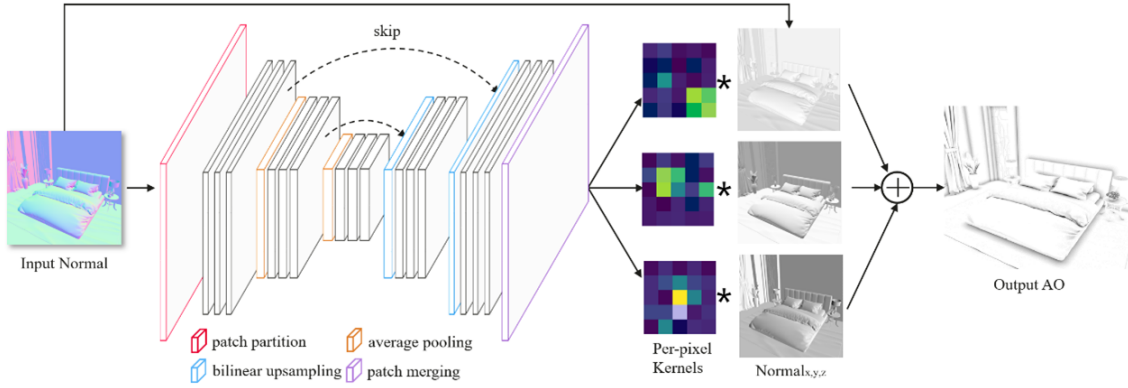 skip
Input Normal
Output AO
patch partition
average pooling
bilinear upsampling
patch merging
Per-pixel
Kernels
Normalx,y,z
*
*
*